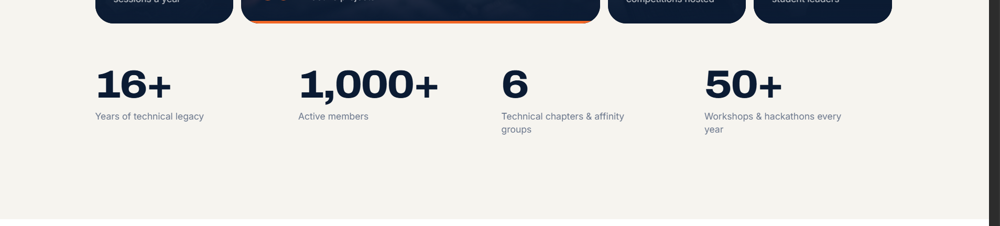 sessions a year
competitions hosted
student leaders
16+
1,000+
6
50+
Years of technical legacy
Active members
Technical chapters & affinity
groups
Workshops & hackathons every
year